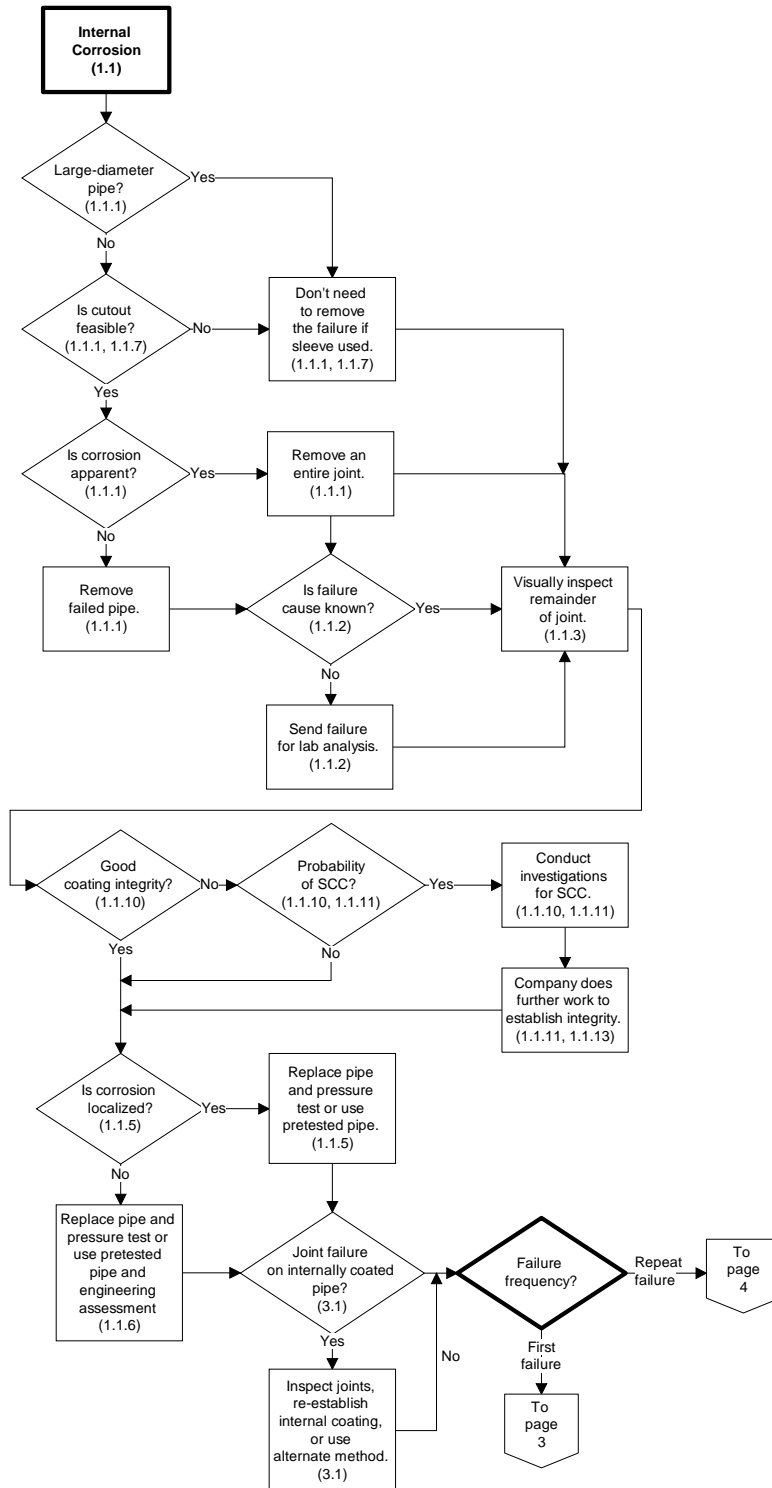 Internal
Corrosion
(1.1)
Large-diameter
pipe?
(1.1.1)
Yes
No
Is cutout
feasible?
(1.1.1, 1.1.7)
No
Don't need
to remove
the failure if
sleeve used.
(1.1.1, 1.1.7)
Yes
Is corrosion
apparent?
(1.1.1)
Yes
Remove an
entire joint.
(1.1.1)
No
Remove
failed pipe.
(1.1.1)
Is failure
cause known?
(1.1.2)
Yes
Visually inspect
remainder
of joint.
(1.1.3)
No
Send failure
for lab analysis.
(1.1.2)
Good
coating integrity?
(1.1.10)
No
Probability
of SCC?
(1.1.10, 1.1.11)
Yes
Conduct
investigations
for SCC.
(1.1.10, 1.1.11)
Yes
No
Company does
further work to
establish integrity.
(1.1.11, 1.1.13)
Is corrosion
localized?
(1.1.5)
Yes
Replace pipe
and pressure
test or use
pretested pipe.
(1.1.5)
No
Replace pipe and
pressure test or
use pretested
pipe and
engineering
assessment
(1.1.6)
Joint failure
on internally coated
pipe?
(3.1)
Failure
frequency?
Repeat
failure
To
page
4
Yes
No
First
failure
Inspect joints,
re-establish
internal coating,
or use
alternate method.
(3.1)
To
page
3